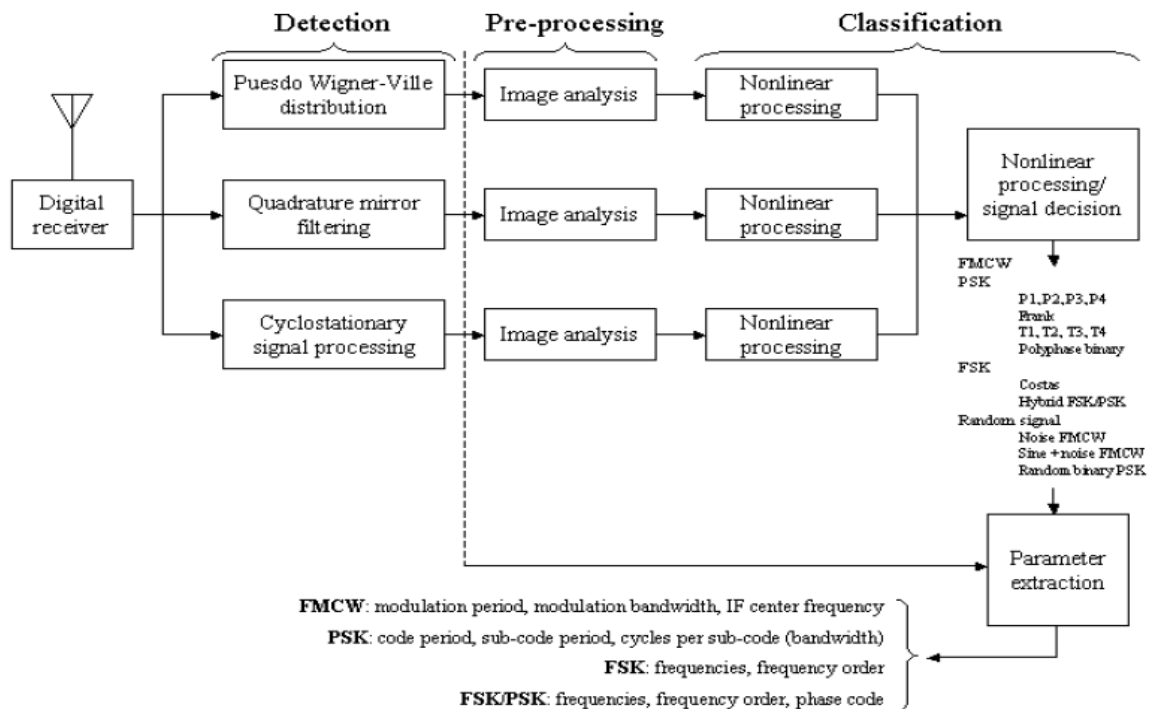 Detection
Pre-processing
Classification
Puesdo Wigner-Ville
distribution
Image analysis
Nonlinear
processing
Digital
receiver
Quadrature mirror
filtering
Image analysis
Nonlinear
processing
Nonlinear
processing/
signal decision
Cyclostationary
signal processing
Image analysis
Nonlinear
processing
FMCW
PSK
P1,P2,P3,P4
Frank
T1, T2, T3, T4
Polyphase binary
FSK
Costas
Hybrid FSK/PSK
Random signal
Noise FMCW
Sine +noise FMCW
Random binary PSK
Parameter
extraction
FMCW: modulation period, modulation bandwidth, IF center frequency
PSK: code period, sub-code period, cycles per sub-code (bandwidth)
FSK: frequencies, frequency order
FSK/PSK: frequencies, frequency order, phase code